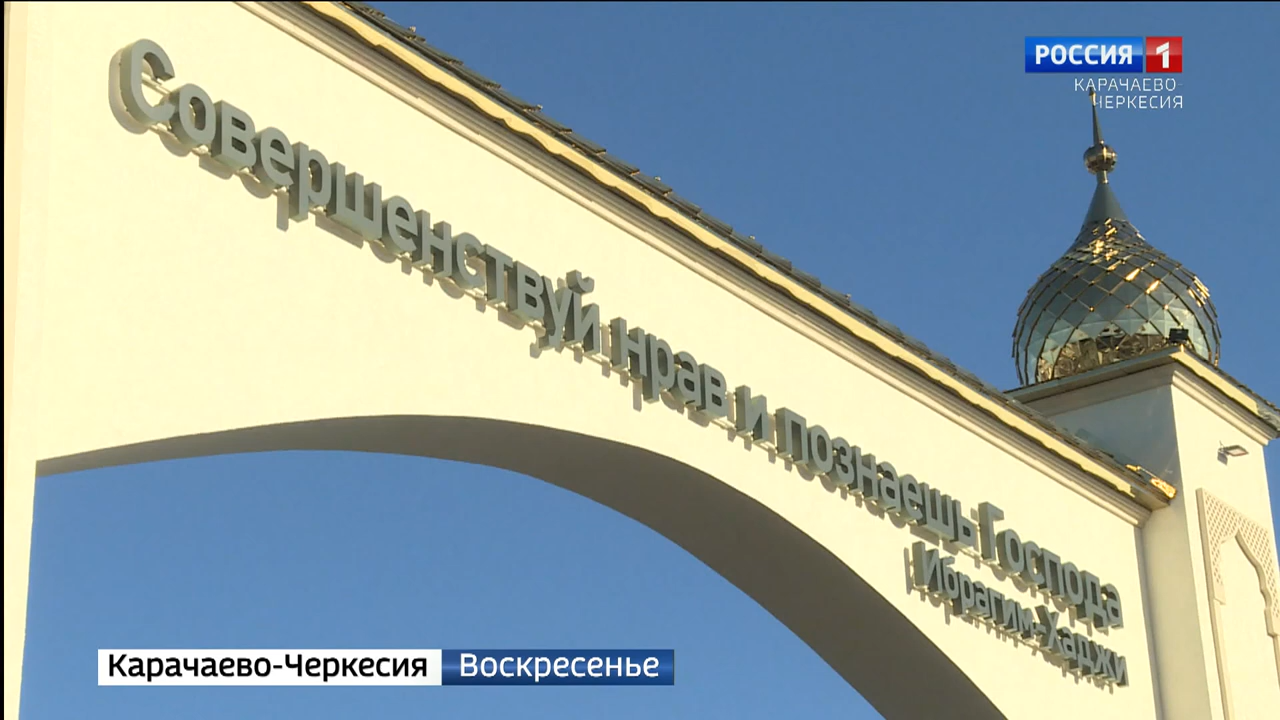 РОССИЯ 1
КАРАЧАЕВО-
ЧЕРКЕСИЯ
Совершенствуй нрав и познаешь Господа
Ибрагим-Хаджи
Карачаево-Черкесия Воскресенье